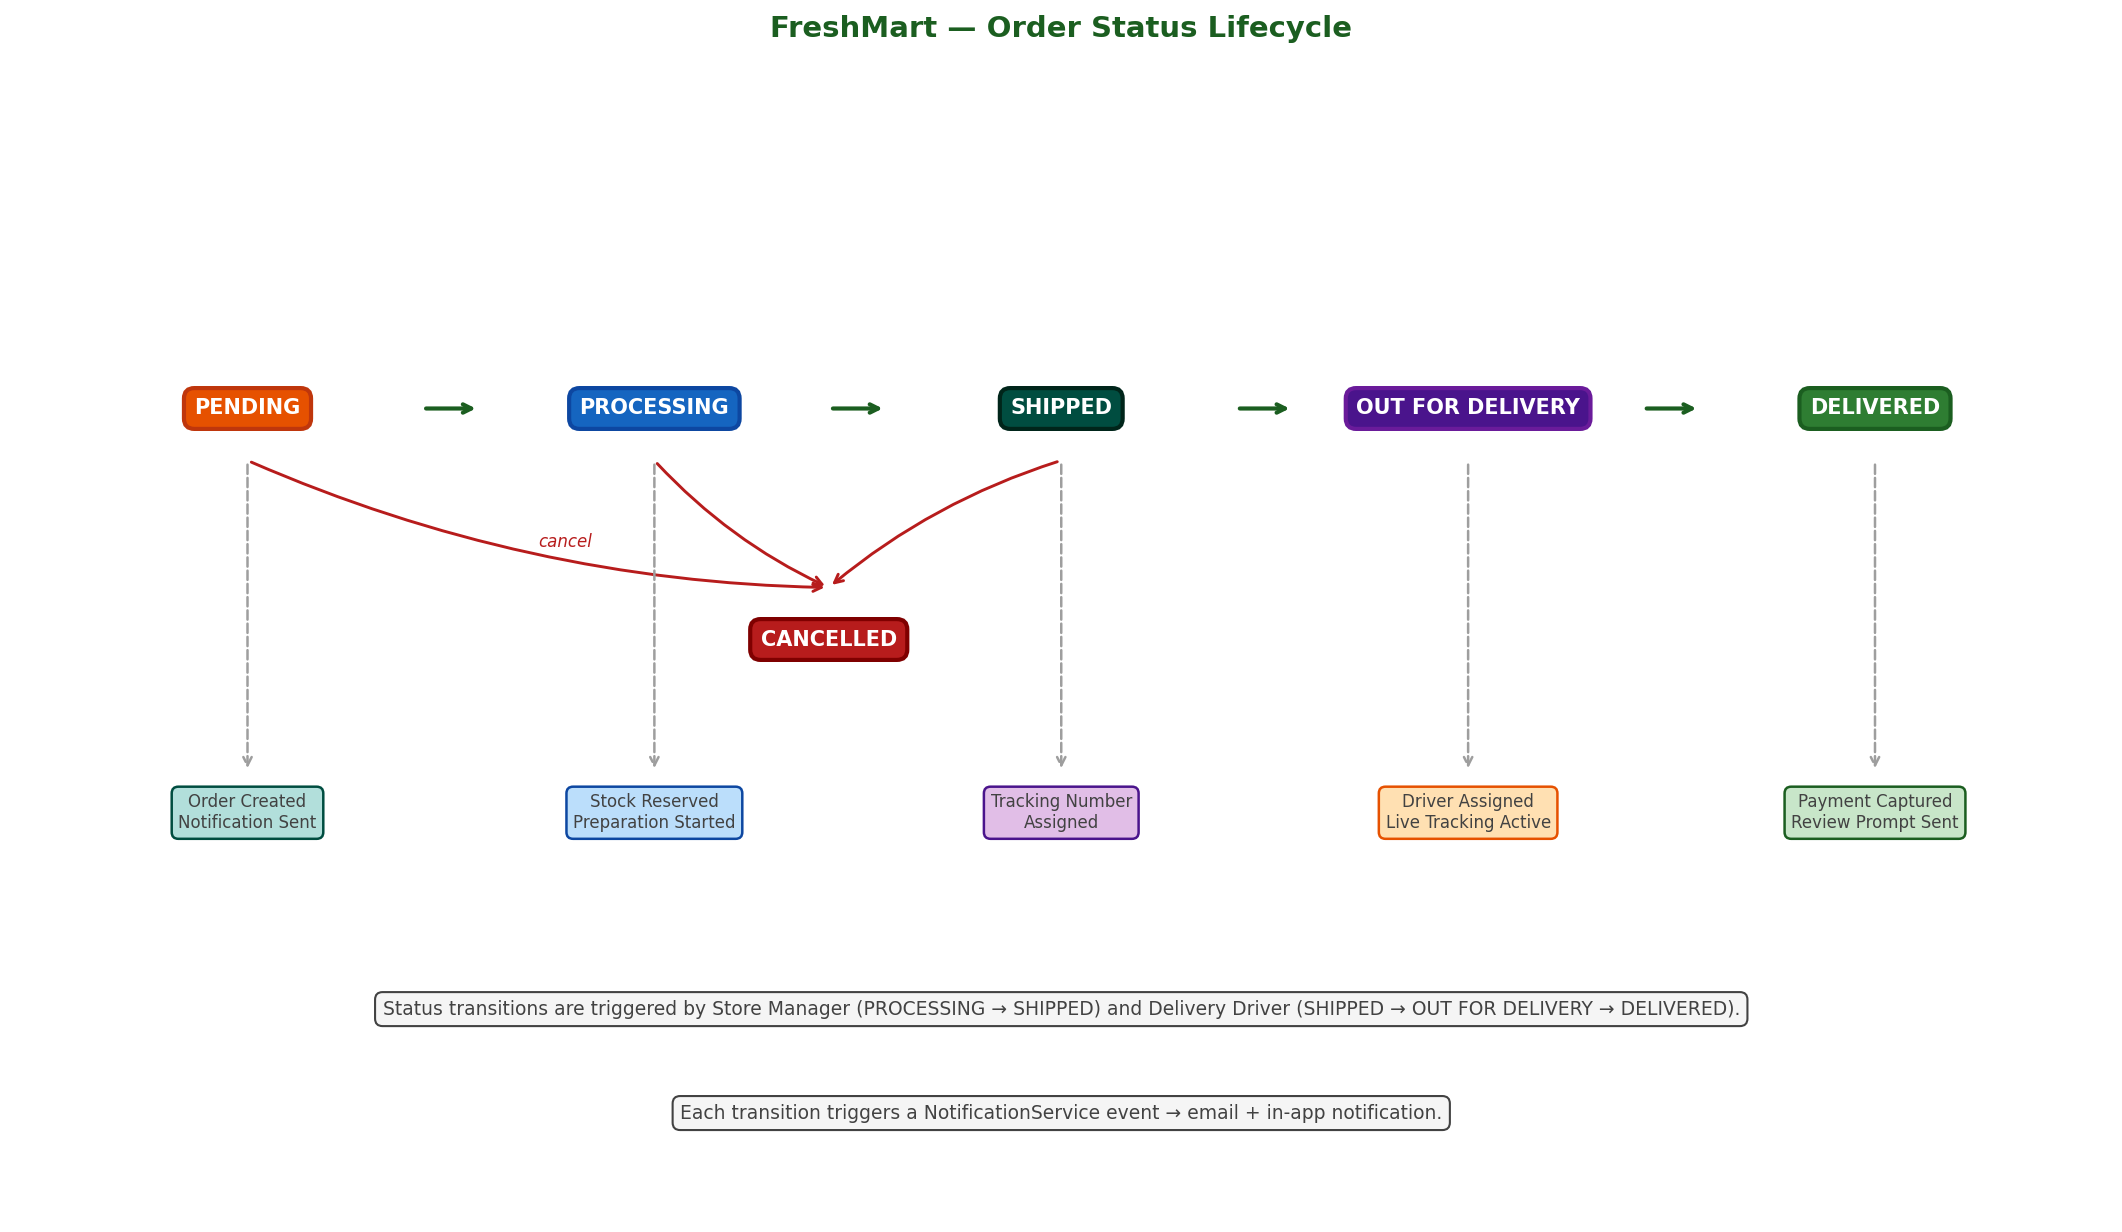 FreshMart — Order Status Lifecycle
PENDING
PROCESSING
SHIPPED
OUT FOR DELIVERY
DELIVERED
cancel
CANCELLED
Order Created
Notification Sent
Stock Reserved
Preparation Started
Tracking Number
Assigned
Driver Assigned
Live Tracking Active
Payment Captured
Review Prompt Sent
Status transitions are triggered by Store Manager (PROCESSING → SHIPPED) and Delivery Driver (SHIPPED → OUT FOR DELIVERY → DELIVERED).
Each transition triggers a NotificationService event → email + in-app notification.